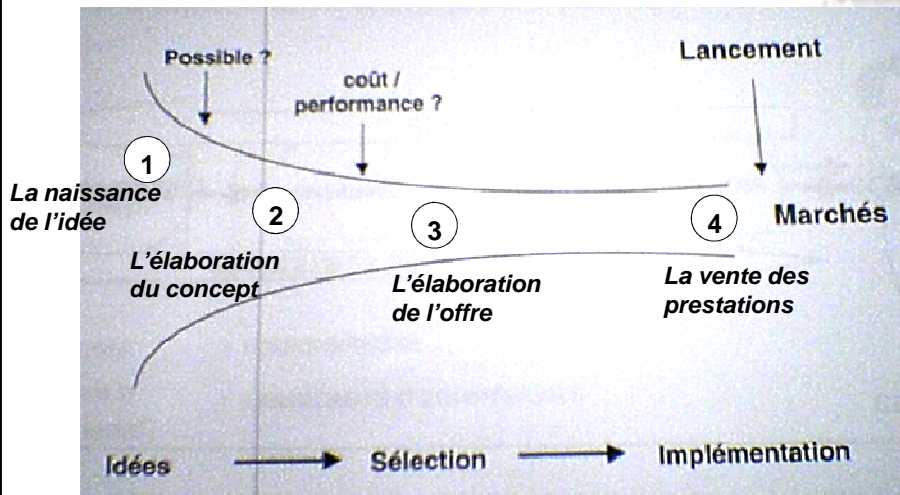 Possible ?
coût /
performance ?
Lancement
1
La naissance
de l'idée
2
L'élaboration
du concept
3
L'élaboration
de l'offre
4
La vente des
prestations
Marchés
Idées
Sélection
Implémentation